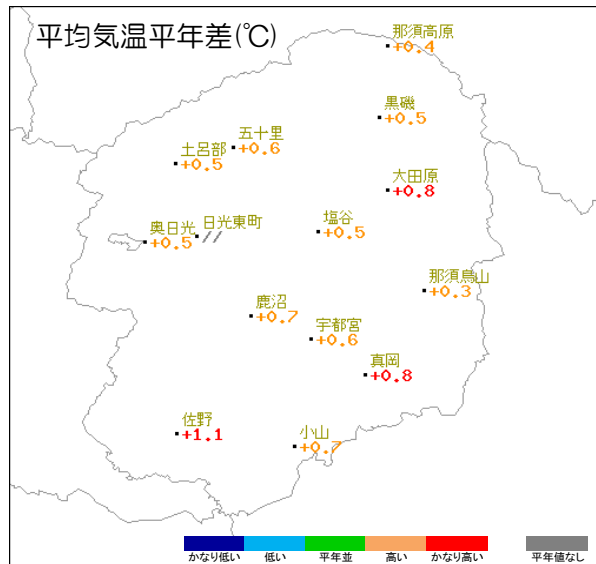 平均気温平年差(℃)
那須高原
+0.4
黒磯
+0.5
五十里
+0.6
土呂部
+0.5
大田原
+0.8
日光東町
//
奥日光
+0.5
塩谷
+0.5
那須烏山
+0.3
鹿沼
+0.7
宇都宮
+0.6
真岡
+0.8
佐野
+1.1
小山
+0.7
かなり低い 低い 平年並 高い かなり高い 平年値なし